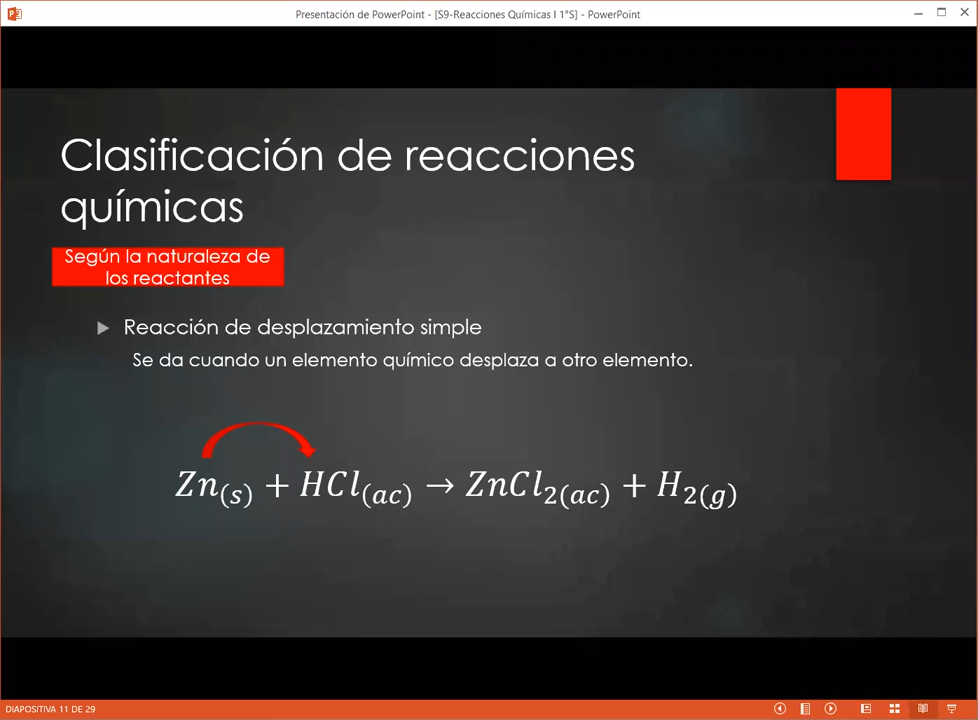 Presentación de PowerPoint - [S9-Reacciones Químicas I 1°S] - PowerPoint
Clasificación de reacciones
químicas
Según la naturaleza de
los reactantes
Reacción de desplazamiento simple
Se da cuando un elemento químico desplaza a otro elemento.
Zn(s) + HCl(ac) → ZnCl2(ac) + H2(g)
DIAPOSITIVA 11 DE 29